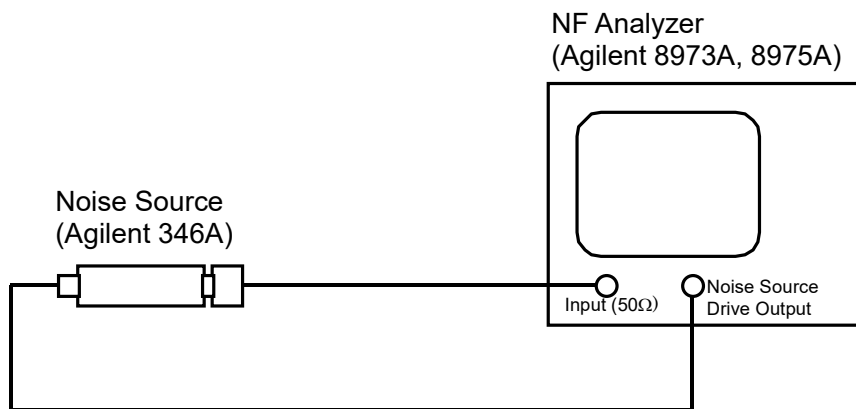 NF Analyzer
(Agilent 8973A, 8975A)
Noise Source
(Agilent 346A)
Input (50Ω)
Noise Source
Drive Output